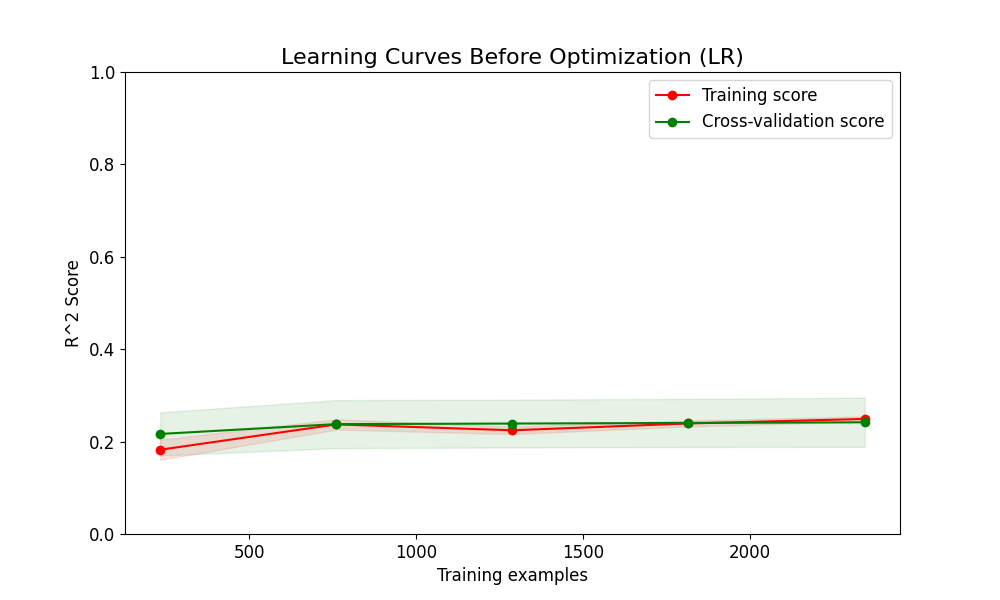 Learning Curves Before Optimization (LR)
Training score
Cross-validation score
R^2 Score
1.0
0.8
0.6
0.4
0.2
0.0
500
1000
1500
2000
Training examples